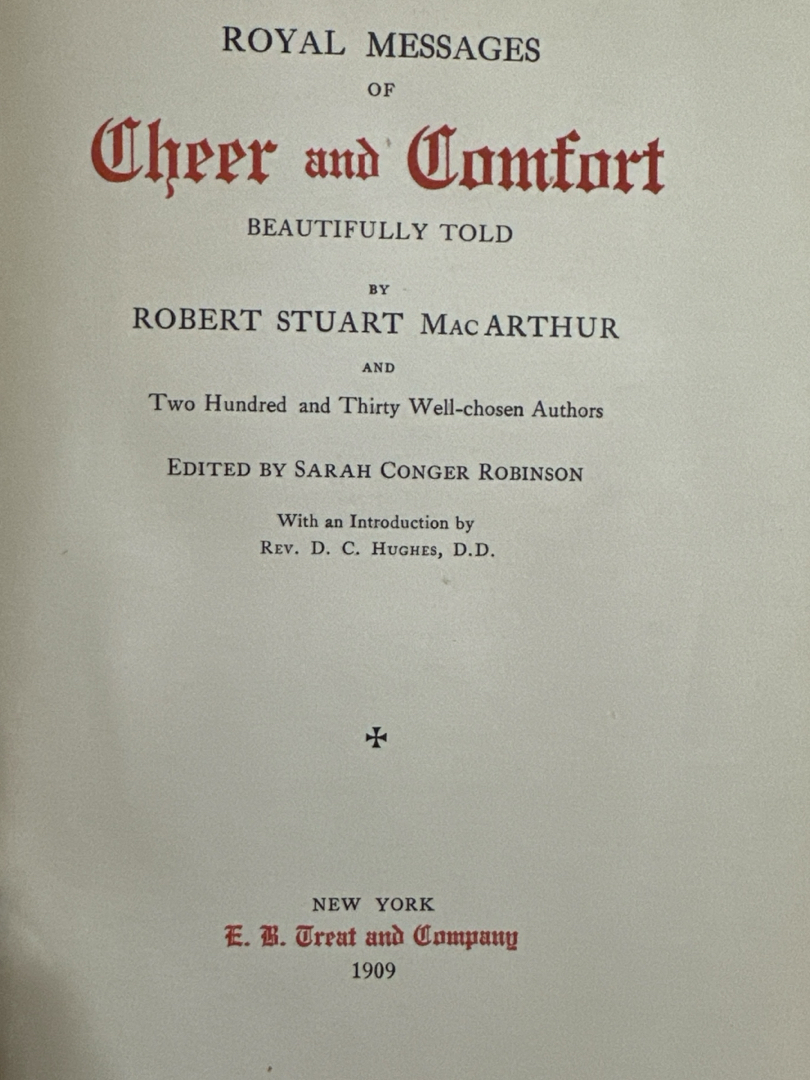 ROYAL MESSAGES
OF
Cheer and Comfort
BEAUTIFULLY TOLD
BY
ROBERT STUART MACARTHUR
AND
Two Hundred and Thirty Well-chosen Authors
EDITED BY SARAH CONGER ROBINSON
With an Introduction by
REV. D. C. HUGHES, D.D.
NEW YORK
E. B. Treat and Company
1909